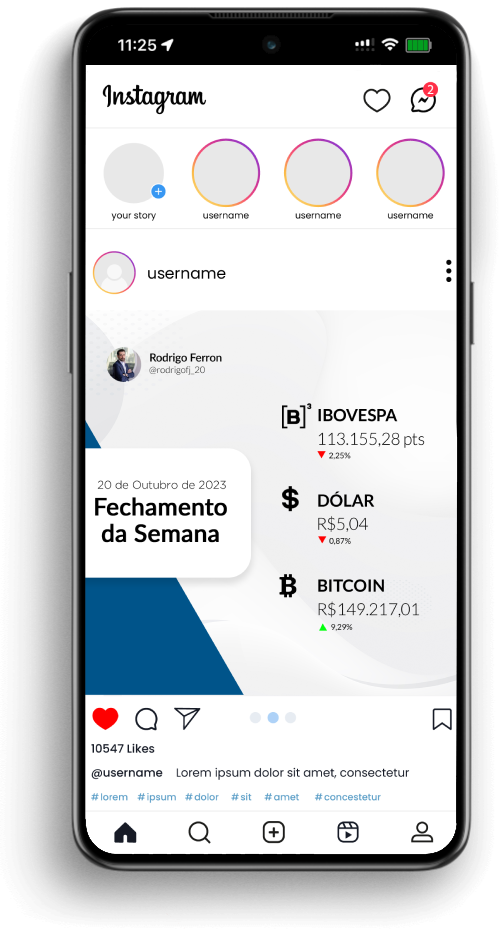 11:25
Instagram
2
your story
username
username
username
username
Rodrigo Ferron
@rodrigofj_20
[B]³ IBOVESPA
113.155,28 pts
2,25%
20 de Outubro de 2023
Fechamento
da Semana
$ DÓLAR
R$5,04
0,87%
₿ BITCOIN
R$149.217,01
9,29%
10547 Likes
@username Lorem ipsum dolor sit amet, consectetur
#lorem #ipsum #dolor #sit #amet #concestetur